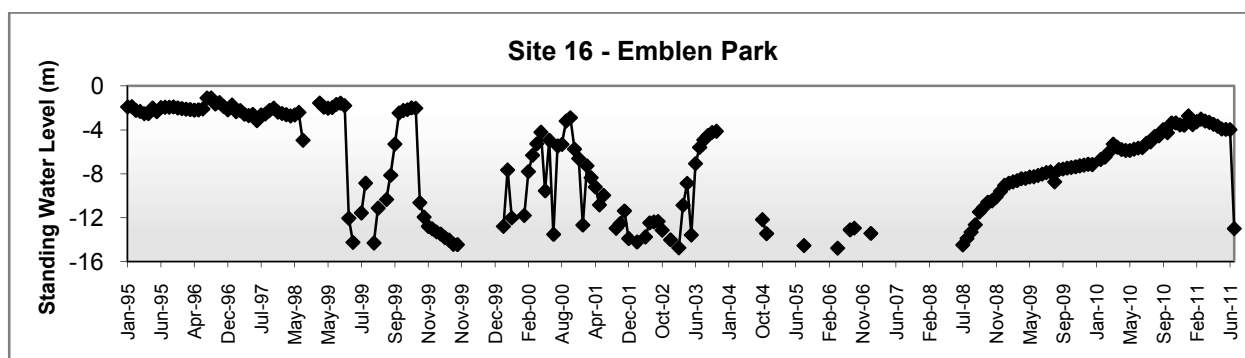 Site 16 - Emblen Park
Standing Water Level (m)
0
-4
-8
-12
-16
Jan-95
Jun-95
Apr-96
Dec-96
Jul-97
May-98
May-99
Jul-99
Sep-99
Nov-99
Nov-99
Dec-99
Feb-00
Aug-00
Apr-01
Dec-01
Oct-02
Jun-03
Jan-04
Oct-04
Jun-05
Feb-06
Nov-06
Jun-07
Feb-08
Jul-08
Nov-08
May-09
Sep-09
Jan-10
May-10
Sep-10
Feb-11
Jun-11